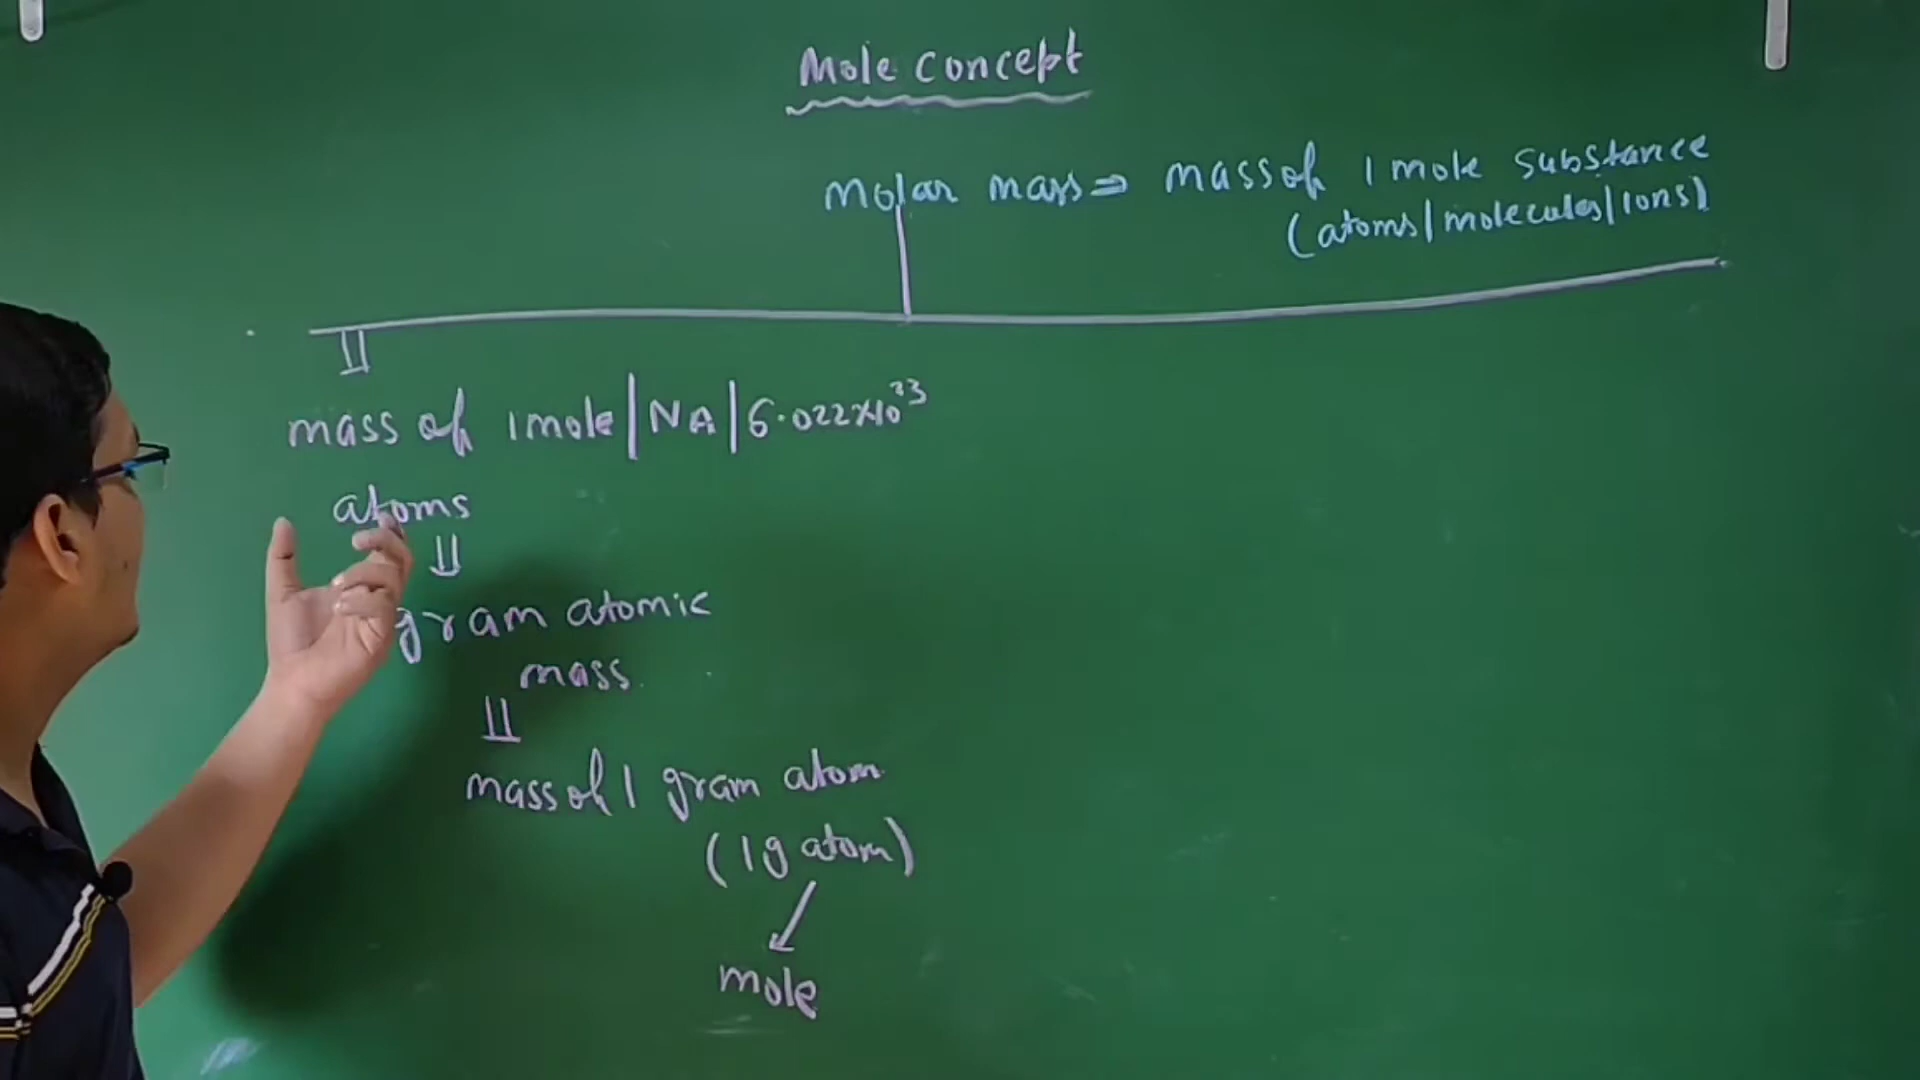 Mole concept
Molar mass ⇒ mass of 1 mole substance
(atoms/molecules/ions)
mass of 1 mole | NA | 6.022×10²³
atoms
gram atomic
mass.
mass of 1 gram atom
(1g atom)
mole